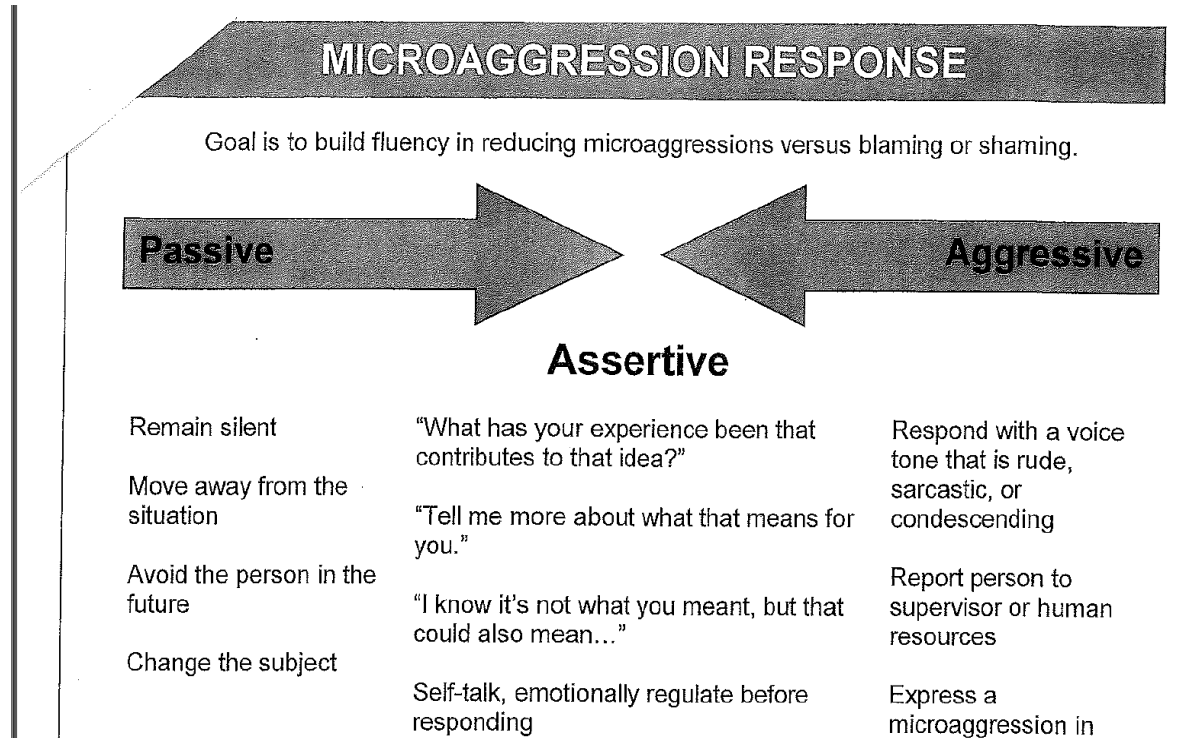 MICROAGGRESSION RESPONSE
Goal is to build fluency in reducing microaggressions versus blaming or shaming.
Passive
Aggressive
Assertive
Remain silent
Move away from the
situation
Avoid the person in the
future
Change the subject
"What has your experience been that
contributes to that idea?"
"Tell me more about what that means for
you."
"I know it's not what you meant, but that
could also mean..."
Self-talk, emotionally regulate before
responding
Respond with a voice
tone that is rude,
sarcastic, or
condescending
Report person to
supervisor or human
resources
Express a
microaggression in